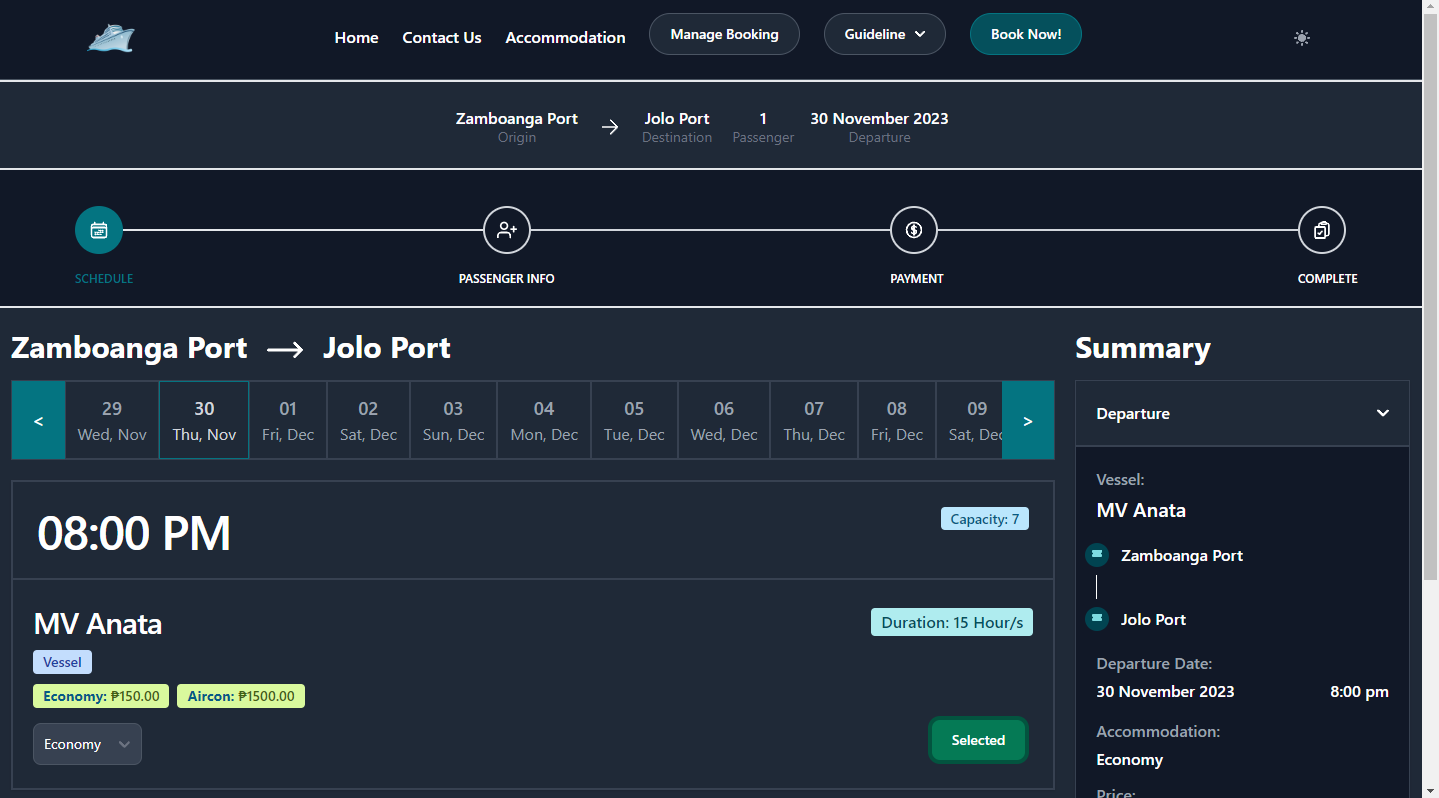 Home Contact Us Accommodation Manage Booking Guideline Book Now!
Zamboanga Port Jolo Port 1 30 November 2023
Origin Destination Passenger Departure
SCHEDULE PASSENGER INFO PAYMENT COMPLETE
Zamboanga Port Jolo Port
< 29 30 01 02 03 04 05 06 07 08 09 >
Wed, Nov Thu, Nov Fri, Dec Sat, Dec Sun, Dec Mon, Dec Tue, Dec Wed, Dec Thu, Dec Fri, Dec Sat, Dec
08:00 PM
Capacity: 7
MV Anata
Duration: 15 Hour/s
Vessel
Economy: ₱150.00 Aircon: ₱1500.00
Economy
Selected
Summary
Departure
Vessel:
MV Anata
Zamboanga Port
Jolo Port
Departure Date:
30 November 2023 8:00 pm
Accommodation:
Economy
Price: